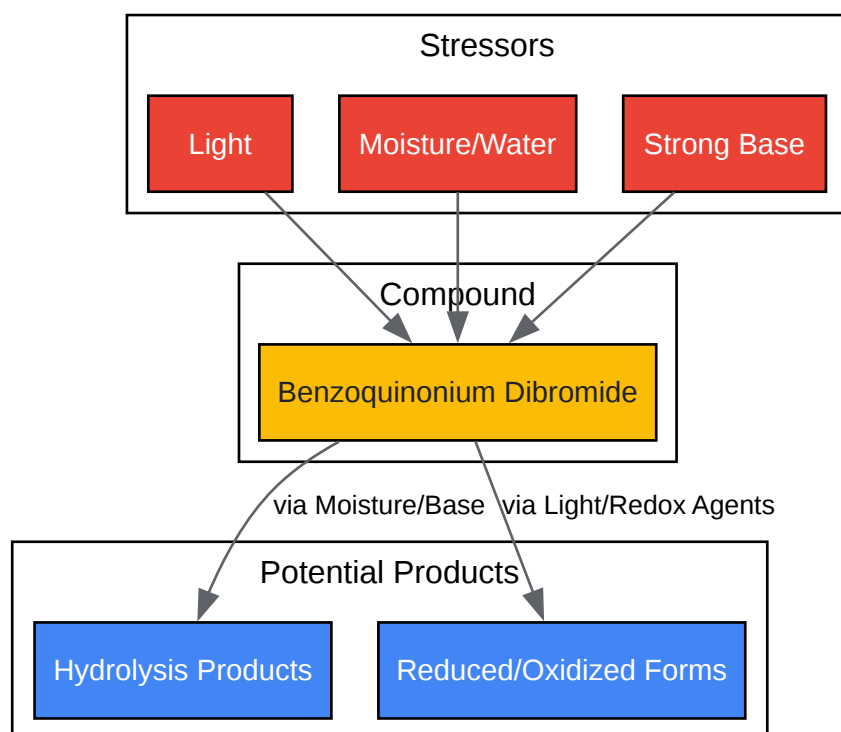 Stressors
Light
Moisture/Water
Strong Base
Compound
Benzoquinonium Dibromide
via Moisture/Base
via Light/Redox Agents
Potential Products
Hydrolysis Products
Reduced/Oxidized Forms